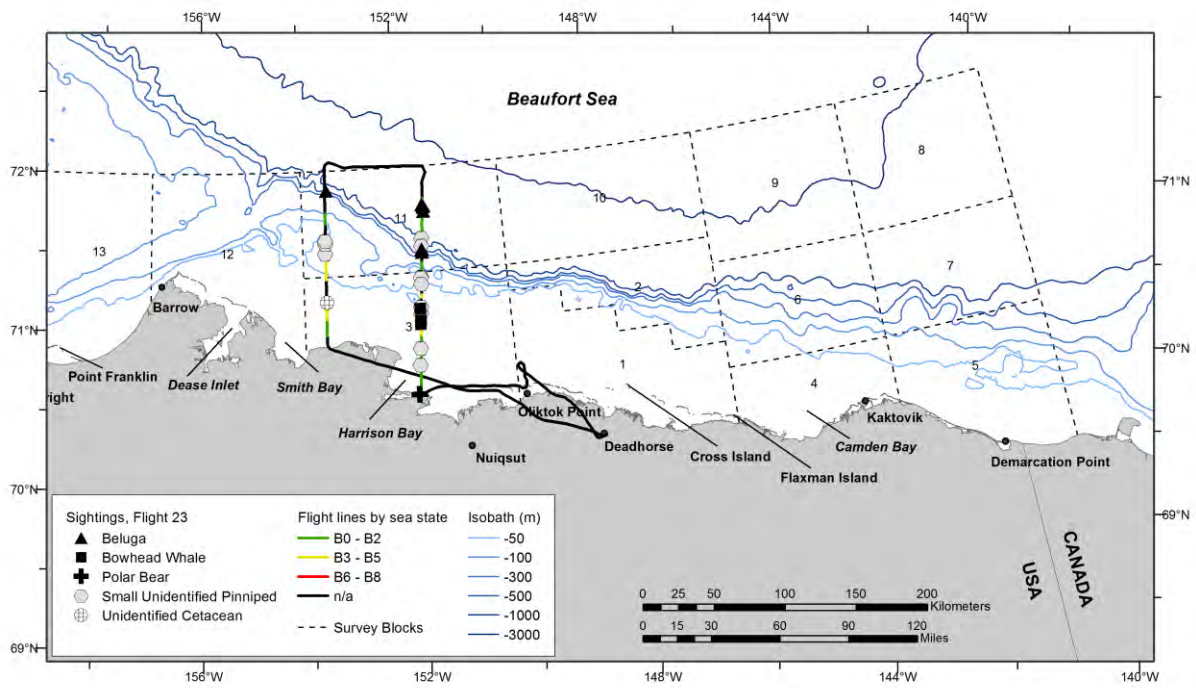 156°W 152°W 148°W 144°W 140°W
Beaufort Sea
72°N
71°N
8
9
10
11
13
12
7
2
6
Barrow
71°N
3
70°N
1
5
4
Point Franklin
Dease Inlet
Smith Bay
Harrison Bay
Oliktok Point
Kaktovik
right
Nuiqsut
Deadhorse
Cross Island
Camden Bay
Flaxman Island
Demarcation Point
70°N
69°N
Sightings, Flight 23
Beluga
Bowhead Whale
Polar Bear
Small Unidentified Pinniped
Unidentified Cetacean
Flight lines by sea state
B0 - B2
B3 - B5
B6 - B8
n/a
Survey Blocks
Isobath (m)
-50
-100
-300
-500
-1000
-3000
CANADA
USA
0 25 50 100 150 200
Kilometers
0 15 30 60 90 120
Miles
69°N
156°W 152°W 148°W 144°W 140°W